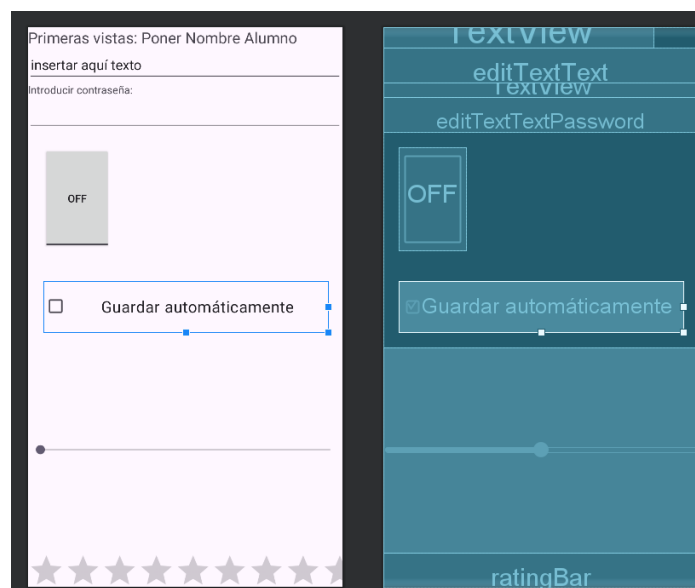 Primeras vistas: Poner Nombre Alumno
insertar aquí texto
Introducir contraseña:
OFF
Guardar automáticamente
TextView
editTextText
TextView
editTextTextPassword
OFF
Guardar automáticamente
ratingBar